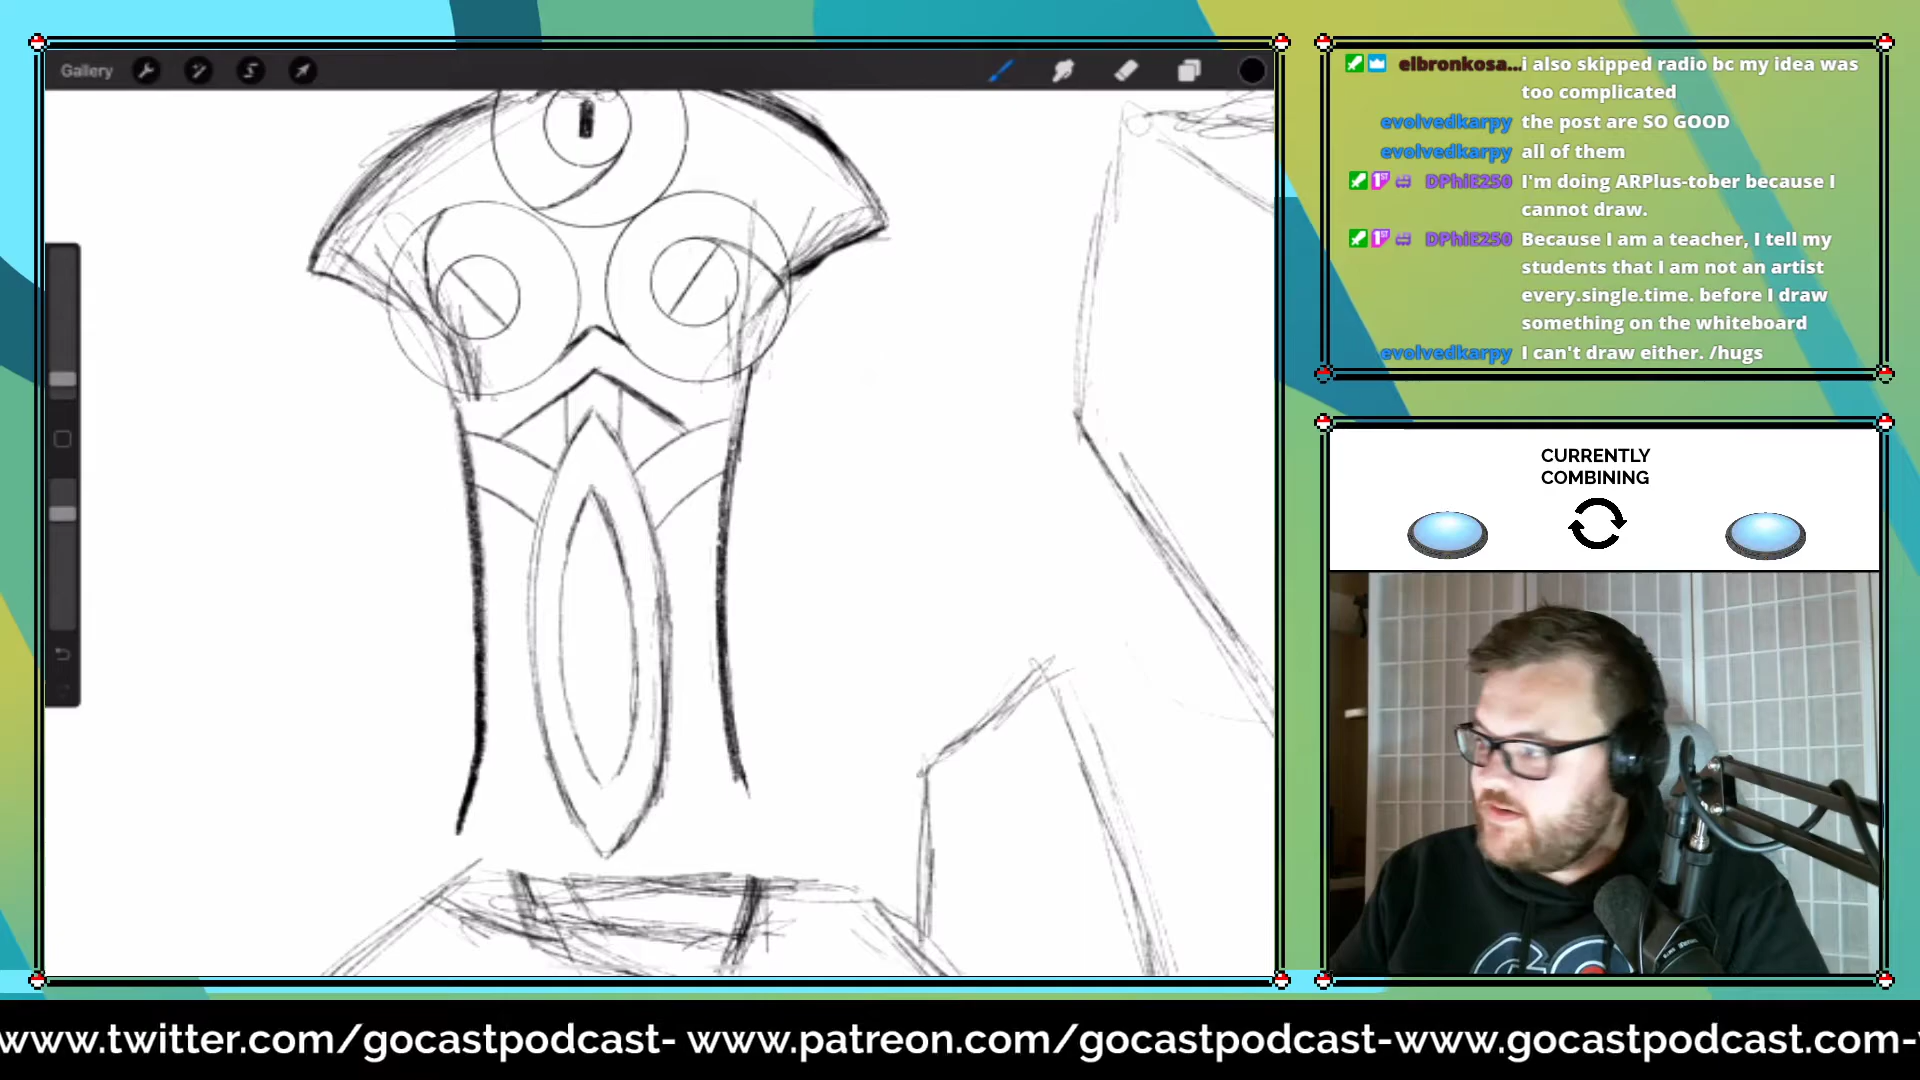 Gallery
elbronkosa...i also skipped radio bc my idea was
too complicated
evolvedkarpy the post are SO GOOD
evolvedkarpy all of them
DPhiE250 I'm doing ARPlus-tober because I
cannot draw.
DPhiE250 Because I am a teacher, I tell my
students that I am not an artist
every.single.time. before I draw
something on the whiteboard
evolvedkarpy I can't draw either. /hugs
CURRENTLY
COMBINING
www.twitter.com/gocastpodcast- www.patreon.com/gocastpodcast-www.gocastpodcast.com-